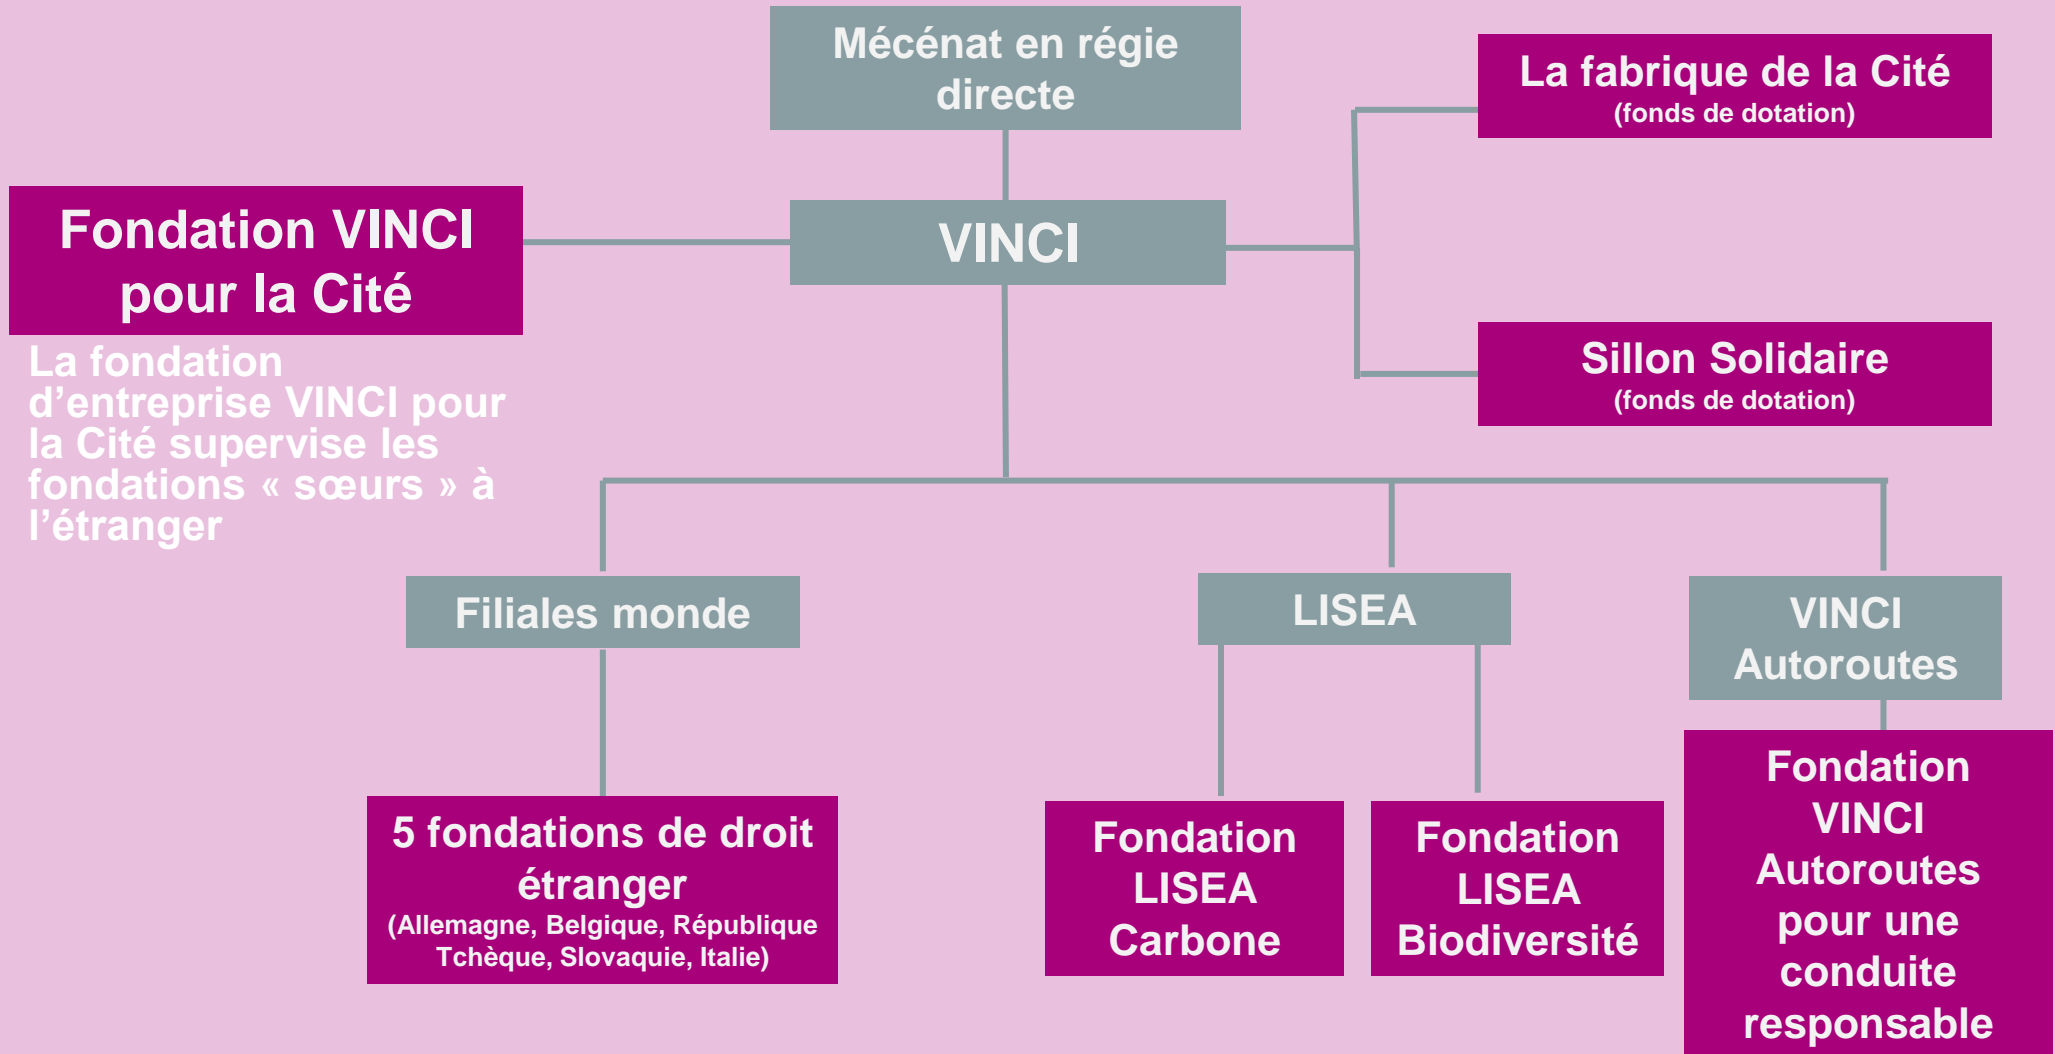 Mécénat en régie
directe
La fabrique de la Cité
(fonds de dotation)
Fondation VINCI
pour la Cité
VINCI
La fondation
d’entreprise VINCI pour
la Cité supervise les
fondations « sœurs » à
l’étranger
Sillon Solidaire
(fonds de dotation)
Filiales monde
LISEA
VINCI
Autoroutes
5 fondations de droit
étranger
(Allemagne, Belgique, République
Tchèque, Slovaquie, Italie)
Fondation
LISEA
Carbone
Fondation
LISEA
Biodiversité
Fondation
VINCI
Autoroutes
pour une
conduite
responsable